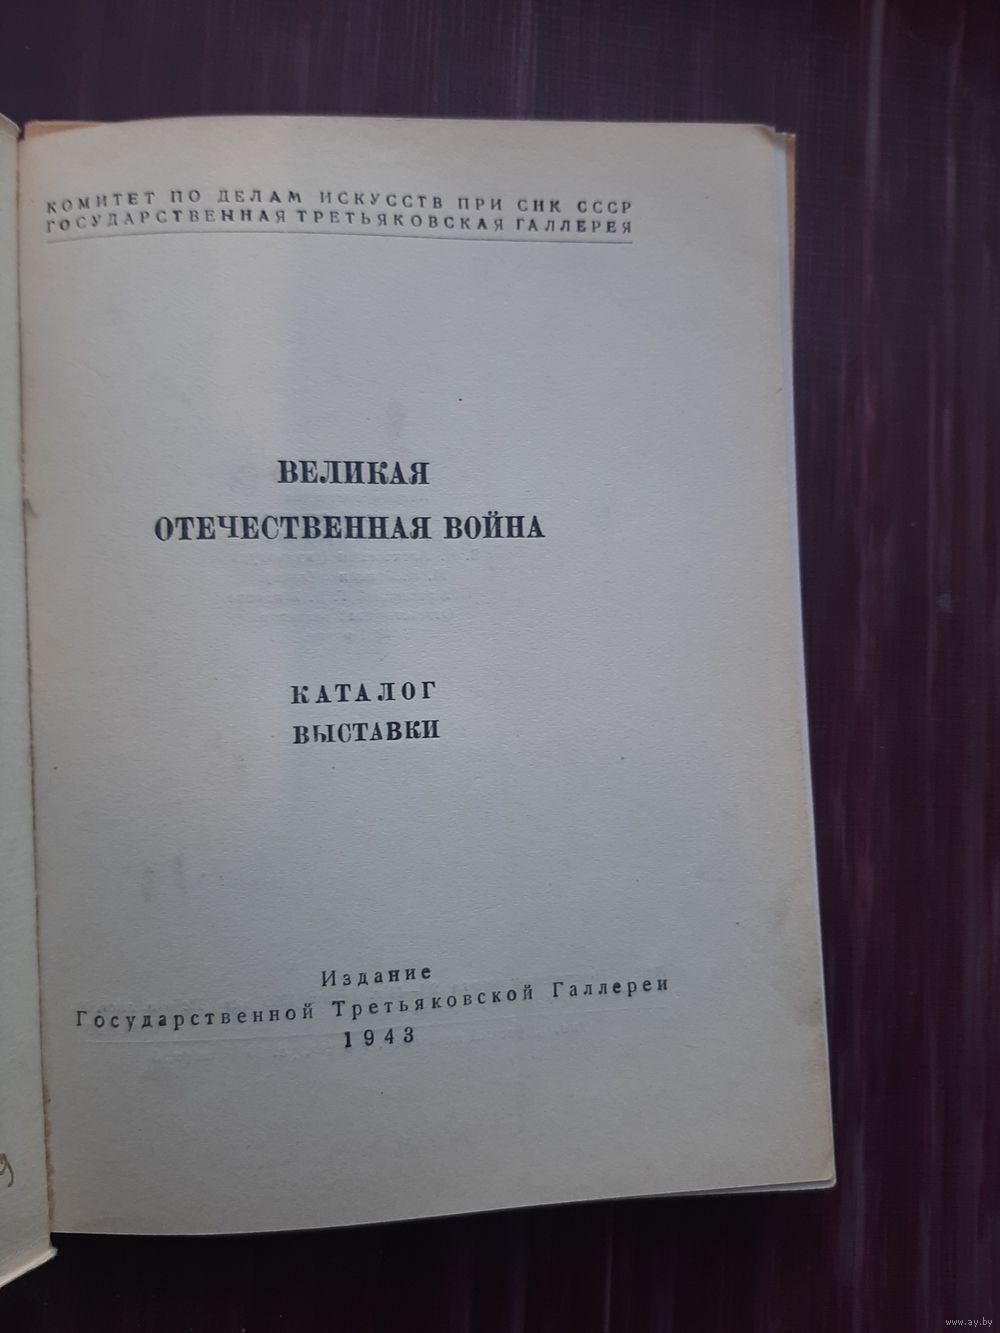 КОМИТЕТ ПО ДЕЛАМ ИСКУССТВ ПРИ СНК СССР
ГОСУДАРСТВЕННАЯ ТРЕТЬЯКОВСКАЯ ГАЛЛЕРЕЯ
ВЕЛИКАЯ
ОТЕЧЕСТВЕННАЯ ВОЙНА
КАТАЛОГ
ВЫСТАВКИ
Издание
Государственной Третьяковской Галлереи
1943
www.ay.by